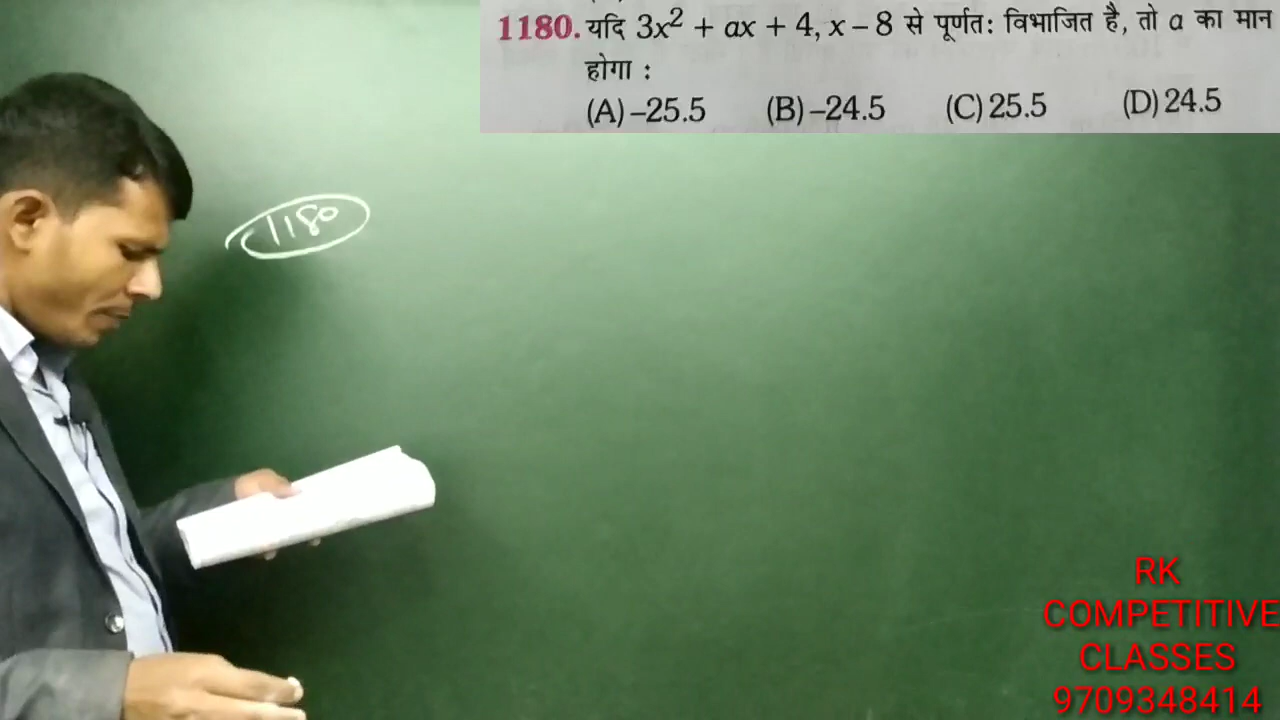 1180. यदि 3x² + ax + 4, x – 8 से पूर्णत: विभाजित है, तो a का मान
होगा :
(A) –25.5 (B) –24.5 (C) 25.5 (D) 24.5
1180
RK
COMPETITIVE
CLASSES
9709348414